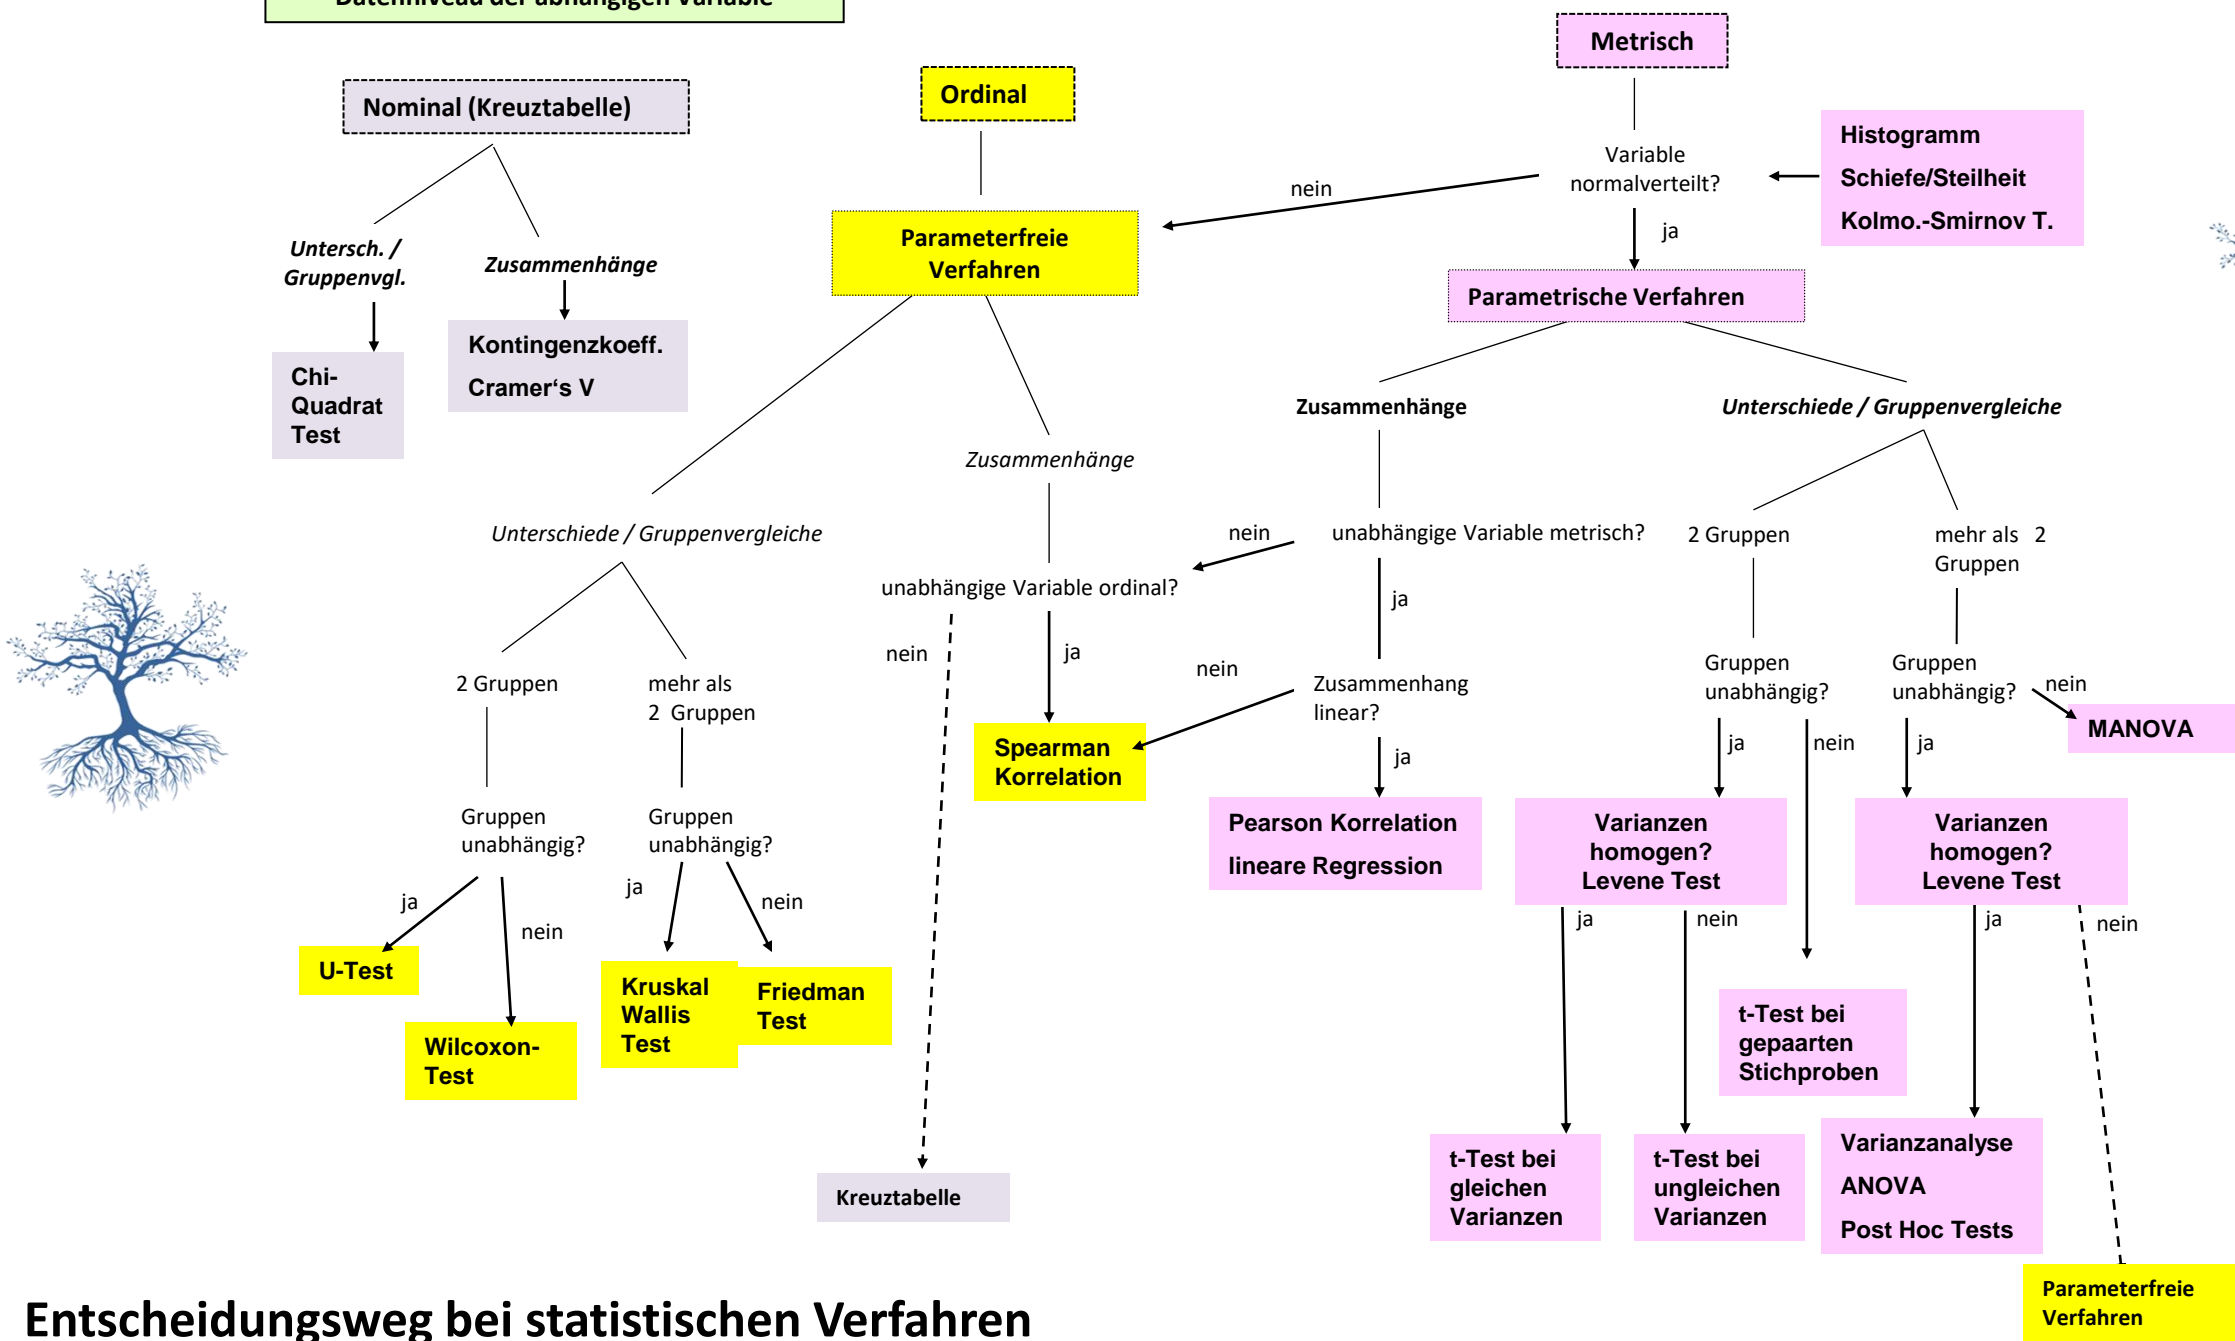 Datenniveau der abhängigen Variable
Metrisch
Nominal (Kreuztabelle)
Ordinal
Histogramm
Schiefe/Steilheit
Kolmo.-Smirnov T.
Variable
normalverteilt?
nein
ja
Untersch. /
Gruppenvgl.
Zusammenhänge
Parameterfreie
Verfahren
Parametrische Verfahren
Chi-
Quadrat
Test
Kontingenzkoeff.
Cramer‘s V
Zusammenhänge
Unterschiede / Gruppenvergleiche
Zusammenhänge
Unterschiede / Gruppenvergleiche
nein
unabhängige Variable metrisch?
2 Gruppen
mehr als 2
Gruppen
unabhängige Variable ordinal?
ja
nein
ja
nein
2 Gruppen
mehr als
2 Gruppen
Zusammenhang
linear?
Gruppen
unabhängig?
Gruppen
unabhängig?
nein
MANOVA
Spearman
Korrelation
ja
ja
nein
ja
Gruppen
unabhängig?
Gruppen
unabhängig?
Pearson Korrelation
lineare Regression
Varianzen
homogen?
Levene Test
Varianzen
homogen?
Levene Test
ja
nein
ja
nein
ja
nein
ja
nein
U-Test
Wilcoxon-
Test
Kruskal
Wallis
Test
Friedman
Test
t-Test bei
gepaarten
Stichproben
Kreuztabelle
t-Test bei
gleichen
Varianzen
t-Test bei
ungleichen
Varianzen
Varianzanalyse
ANOVA
Post Hoc Tests
Parameterfreie
Verfahren
Entscheidungsweg bei statistischen Verfahren